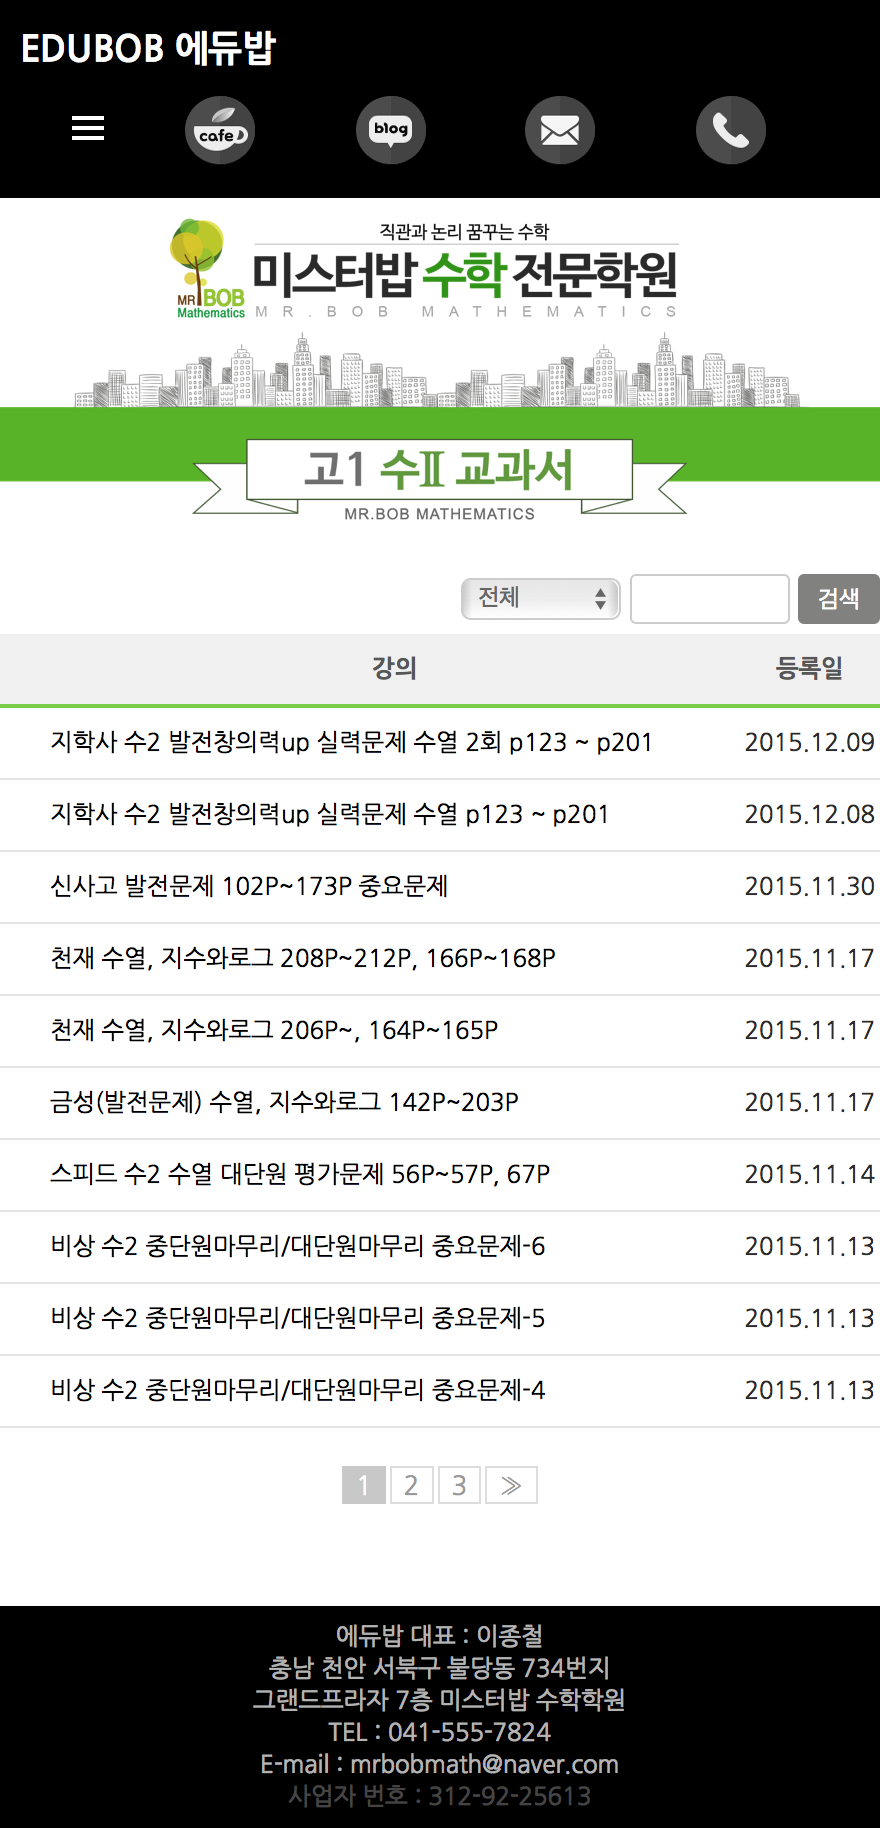 EDUBOB 에듀밥
cafe
blog
직관과 논리 꿈꾸는 수학
미스터밥 수학 전문학원
MR.BOB
Mathematics
MR.BOB MATHEMATICS
고1 수Ⅱ 교과서
MR.BOB MATHEMATICS
전체 검색
강의 등록일
지학사 수2 발전창의력up 실력문제 수열 2회 p123 ~ p201 2015.12.09
지학사 수2 발전창의력up 실력문제 수열 p123 ~ p201 2015.12.08
신사고 발전문제 102P~173P 중요문제 2015.11.30
천재 수열, 지수와로그 208P~212P, 166P~168P 2015.11.17
천재 수열, 지수와로그 206P~, 164P~165P 2015.11.17
금성(발전문제) 수열, 지수와로그 142P~203P 2015.11.17
스피드 수2 수열 대단원 평가문제 56P~57P, 67P 2015.11.14
비상 수2 중단원마무리/대단원마무리 중요문제-6 2015.11.13
비상 수2 중단원마무리/대단원마무리 중요문제-5 2015.11.13
비상 수2 중단원마무리/대단원마무리 중요문제-4 2015.11.13
1 2 3 ≫
에듀밥 대표 : 이종철
충남 천안 서북구 불당동 734번지
그랜드프라자 7층 미스터밥 수학학원
TEL : 041-555-7824
E-mail : mrbobmath@naver.com
사업자 번호 : 312-92-25613